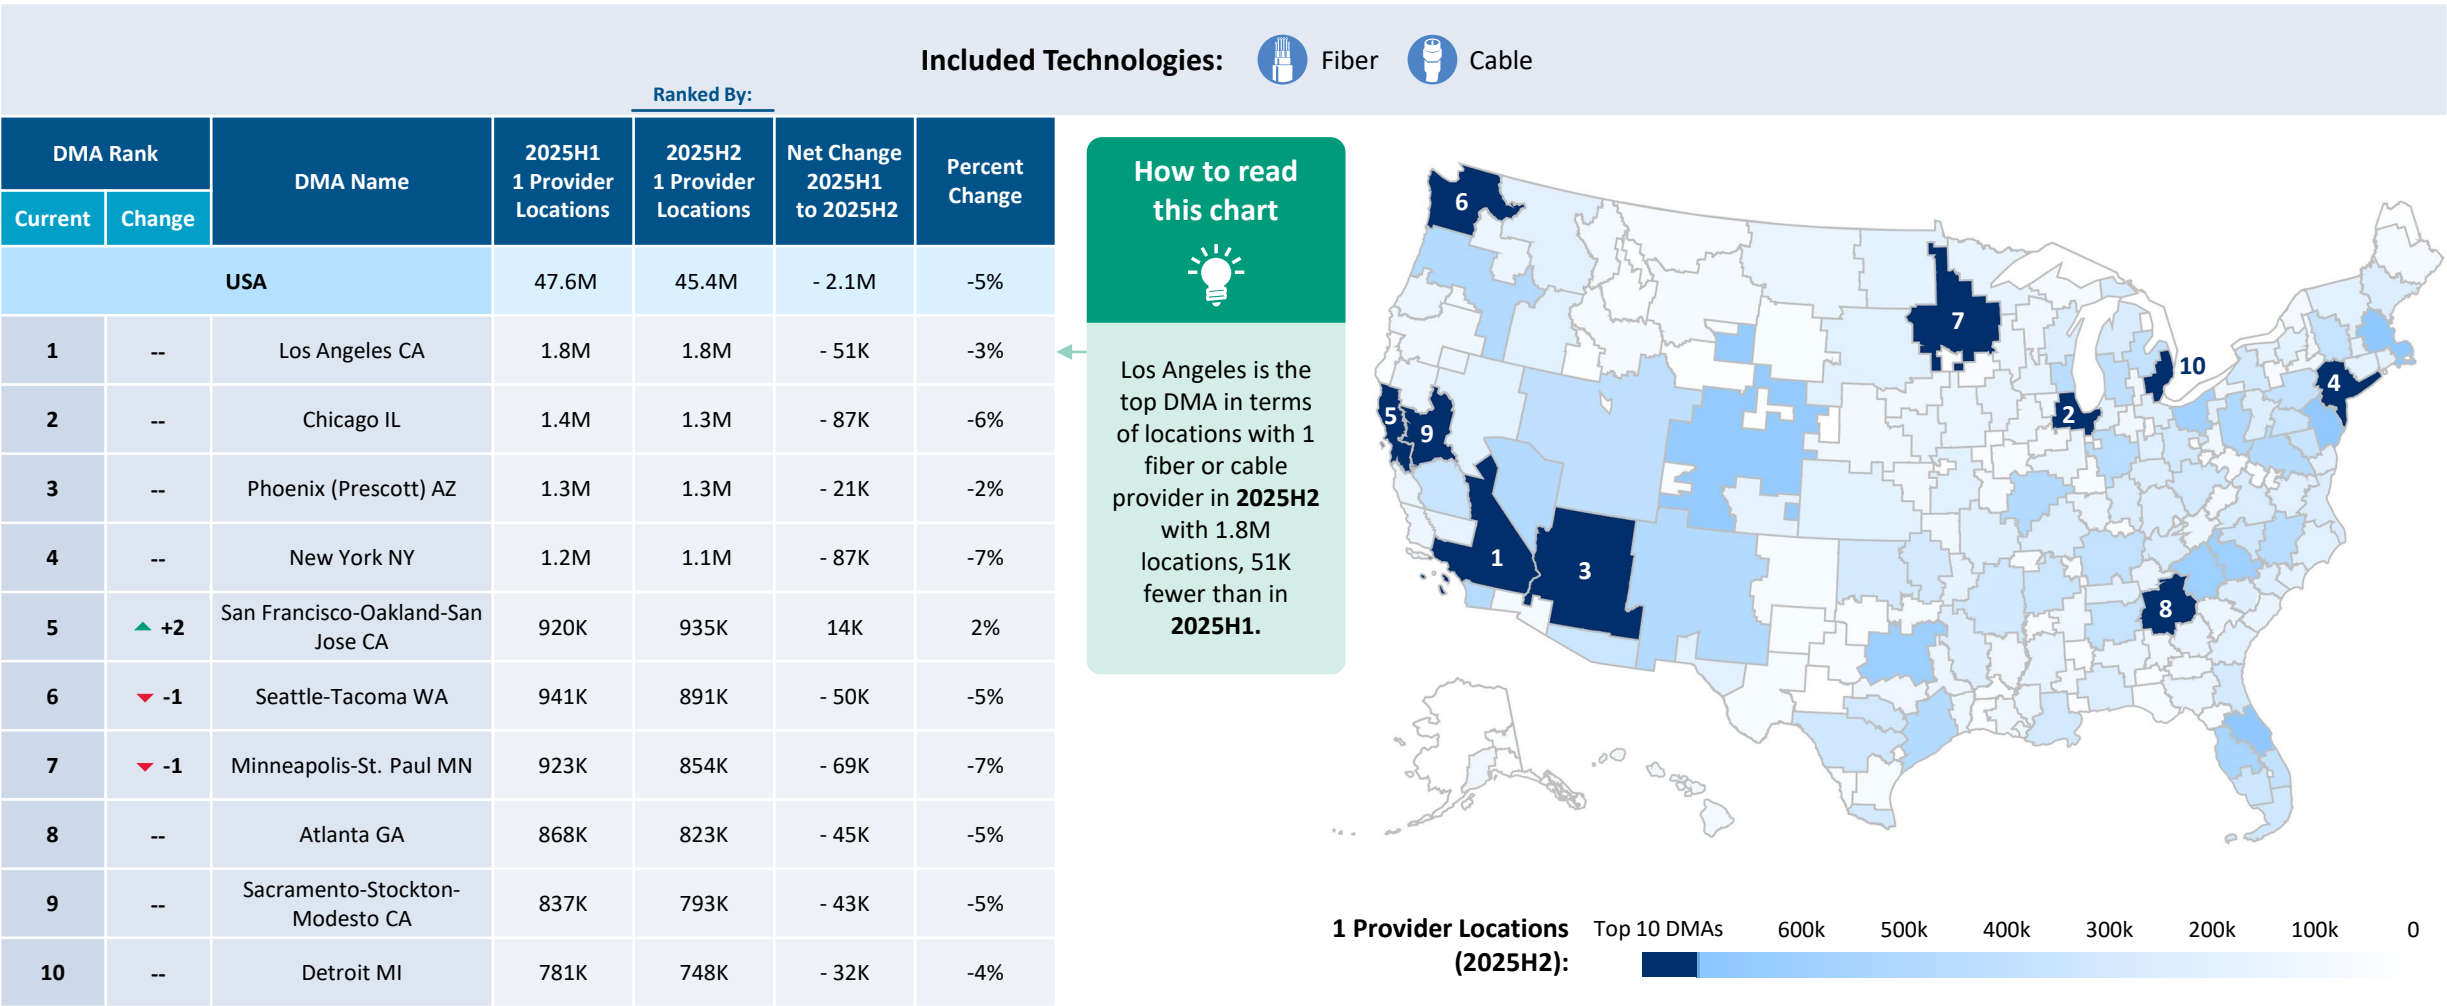 Included Technologies: Fiber Cable
Ranked By:
DMA Rank
Current
Change
DMA Name
2025H1
1 Provider
Locations
2025H2
1 Provider
Locations
Net Change
2025H1
to 2025H2
Percent
Change
USA 47.6M 45.4M - 2.1M -5%
1 -- Los Angeles CA 1.8M 1.8M - 51K -3%
2 -- Chicago IL 1.4M 1.3M - 87K -6%
3 -- Phoenix (Prescott) AZ 1.3M 1.3M - 21K -2%
4 -- New York NY 1.2M 1.1M - 87K -7%
5 +2 San Francisco-Oakland-San
Jose CA 920K 935K 14K 2%
6 -1 Seattle-Tacoma WA 941K 891K - 50K -5%
7 -1 Minneapolis-St. Paul MN 923K 854K - 69K -7%
8 -- Atlanta GA 868K 823K - 45K -5%
9 -- Sacramento-Stockton-
Modesto CA 837K 793K - 43K -5%
10 -- Detroit MI 781K 748K - 32K -4%
How to read
this chart
Los Angeles is the
top DMA in terms
of locations with 1
fiber or cable
provider in 2025H2
with 1.8M
locations, 51K
fewer than in
2025H1.
6
7
10
4
5
9
2
1
3
8
1 Provider Locations
(2025H2):
Top 10 DMAs 600k 500k 400k 300k 200k 100k 0